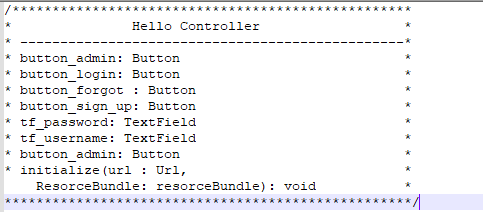 /**************************************************
* Hello Controller *
* ------------------------------------------------*
* button_admin: Button *
* button_login: Button *
* button_forgot : Button *
* button_sign_up: Button *
* tf_password: TextField *
* tf_username: TextField *
* button_admin: Button *
* initialize(url : Url,
ResorceBundle: resorceBundle): void *
**************************************************/